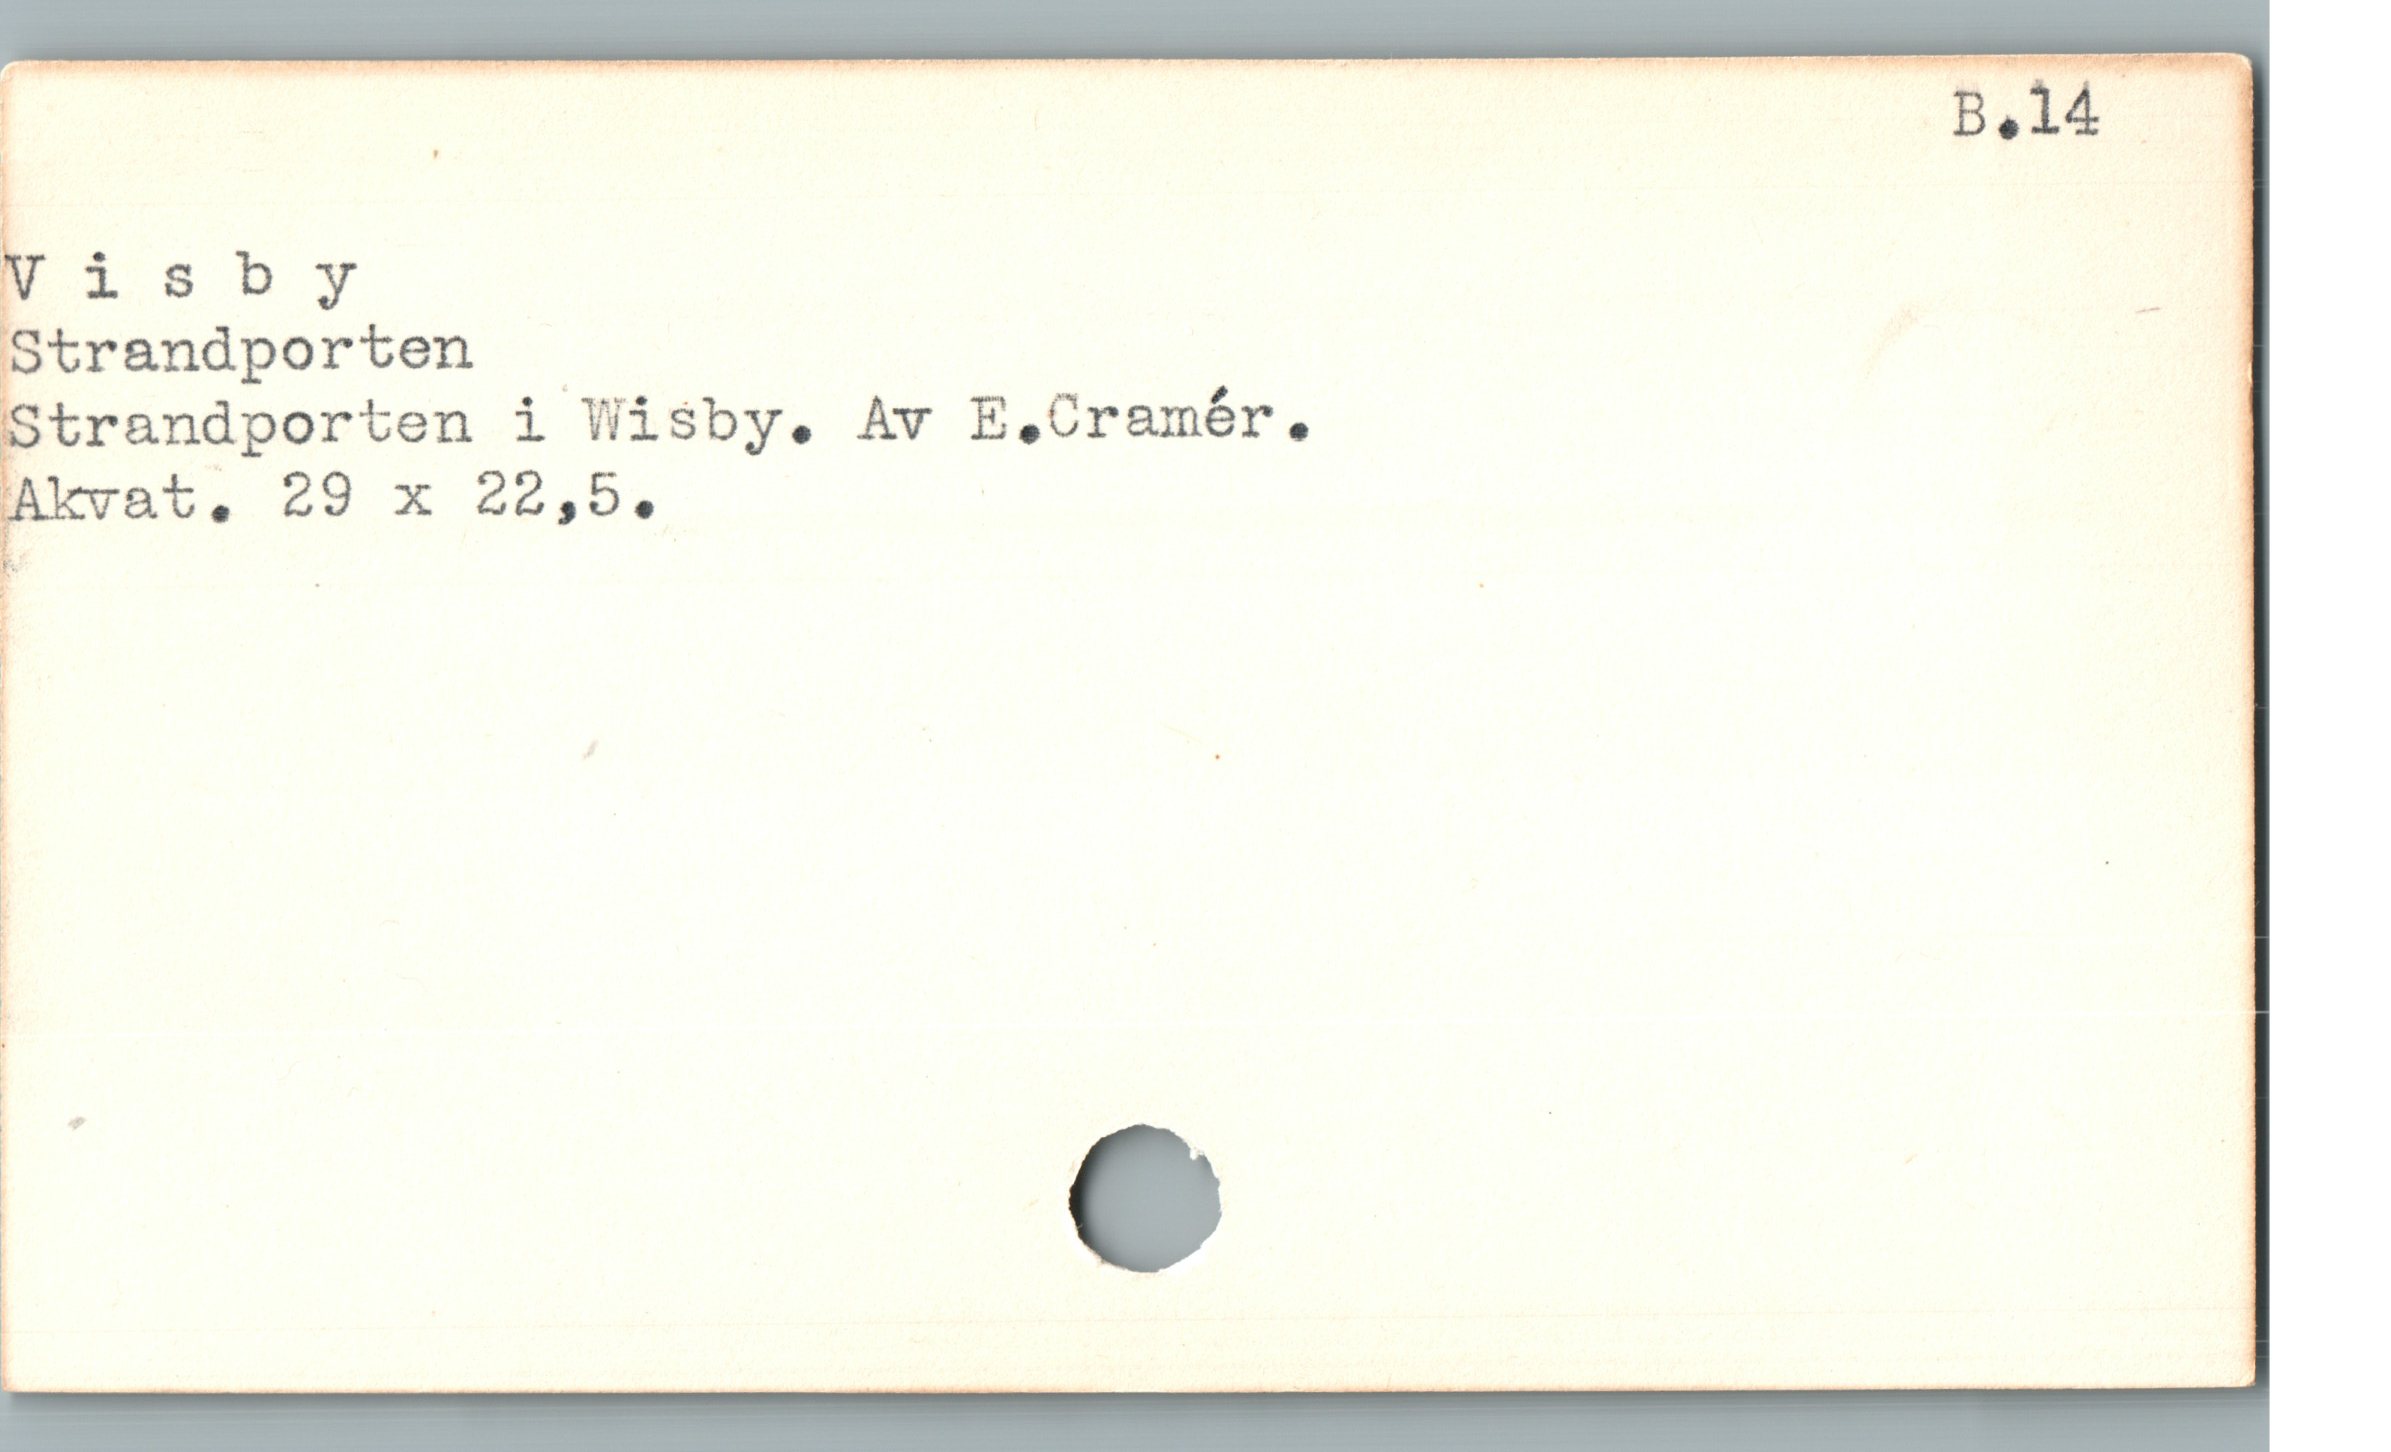 B.14
V i s b y
Strandporten
Strandporten i Wisby. Av E.Cramér.
Akvat. 29 x 22,5.